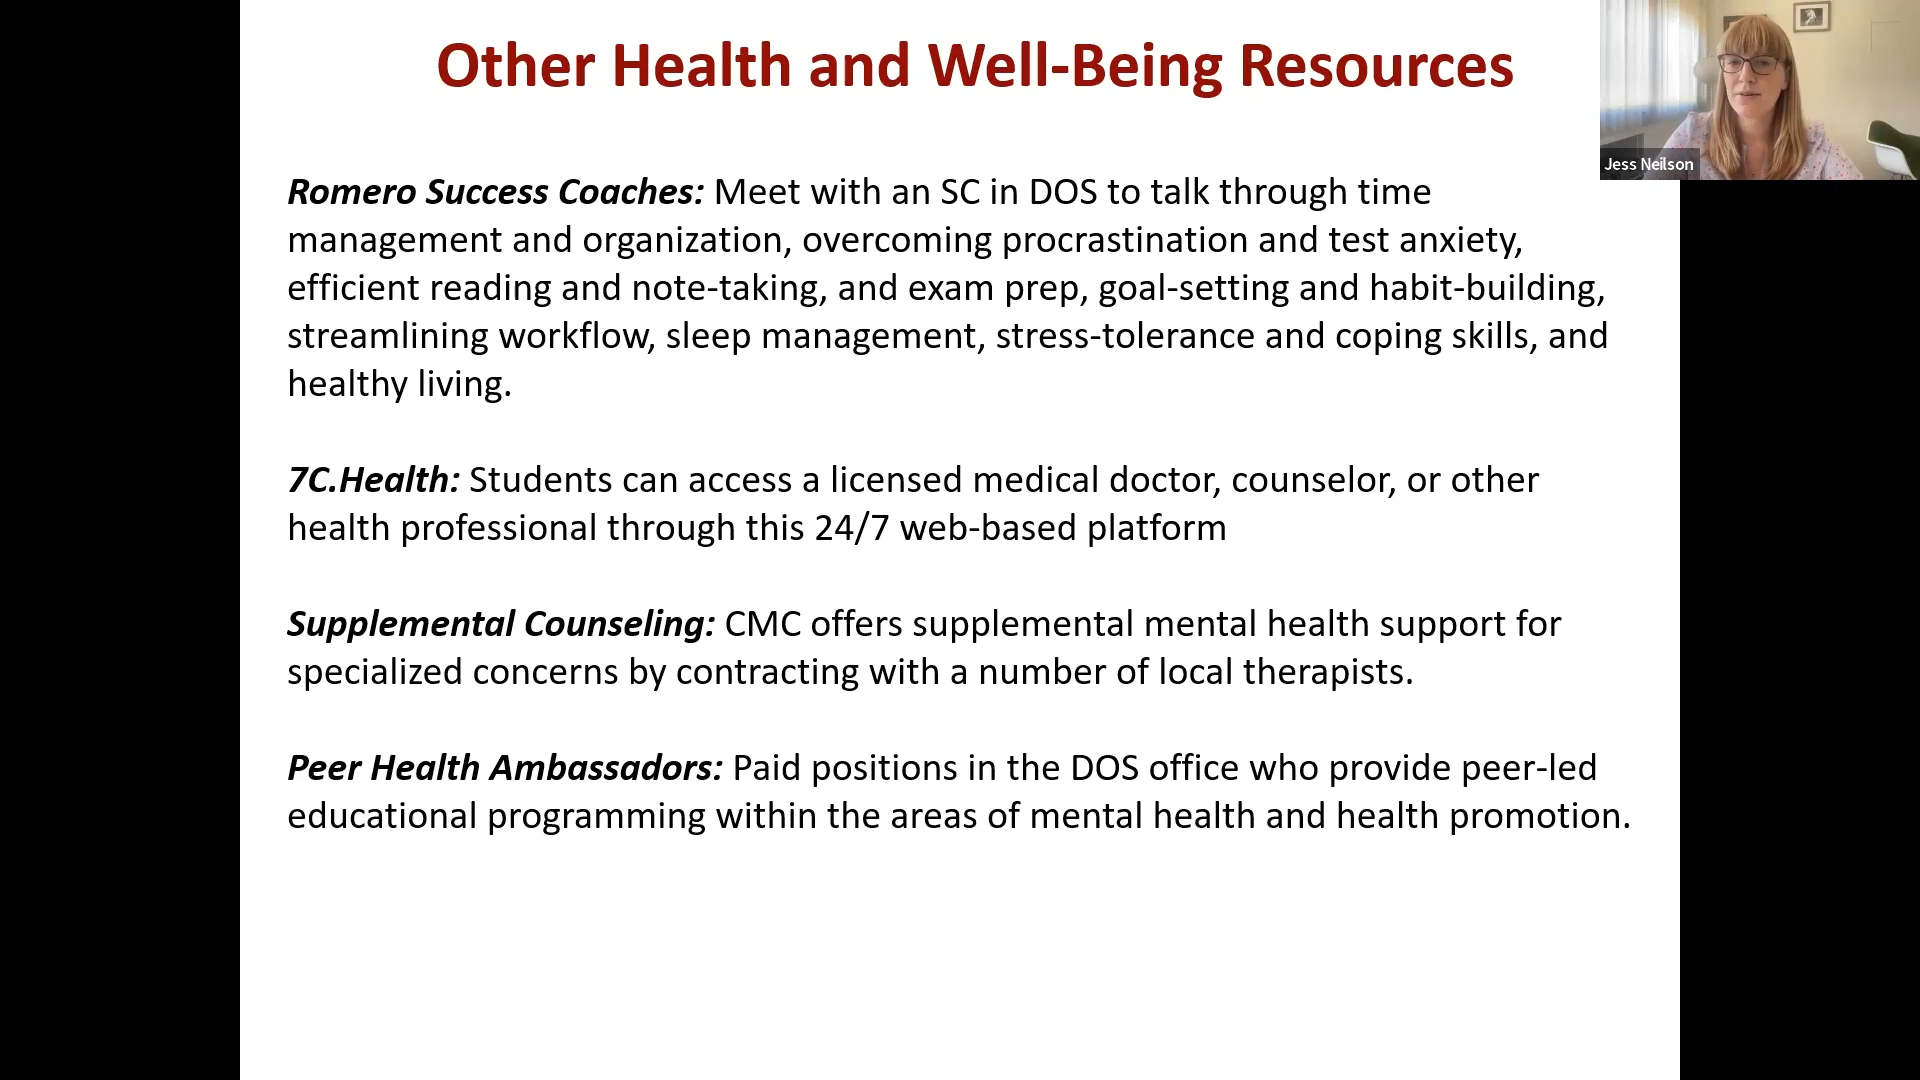 Other Health and Well-Being Resources
Jess Neilson
Romero Success Coaches: Meet with an SC in DOS to talk through time
management and organization, overcoming procrastination and test anxiety,
efficient reading and note-taking, and exam prep, goal-setting and habit-building,
streamlining workflow, sleep management, stress-tolerance and coping skills, and
healthy living.
7C.Health: Students can access a licensed medical doctor, counselor, or other
health professional through this 24/7 web-based platform
Supplemental Counseling: CMC offers supplemental mental health support for
specialized concerns by contracting with a number of local therapists.
Peer Health Ambassadors: Paid positions in the DOS office who provide peer-led
educational programming within the areas of mental health and health promotion.